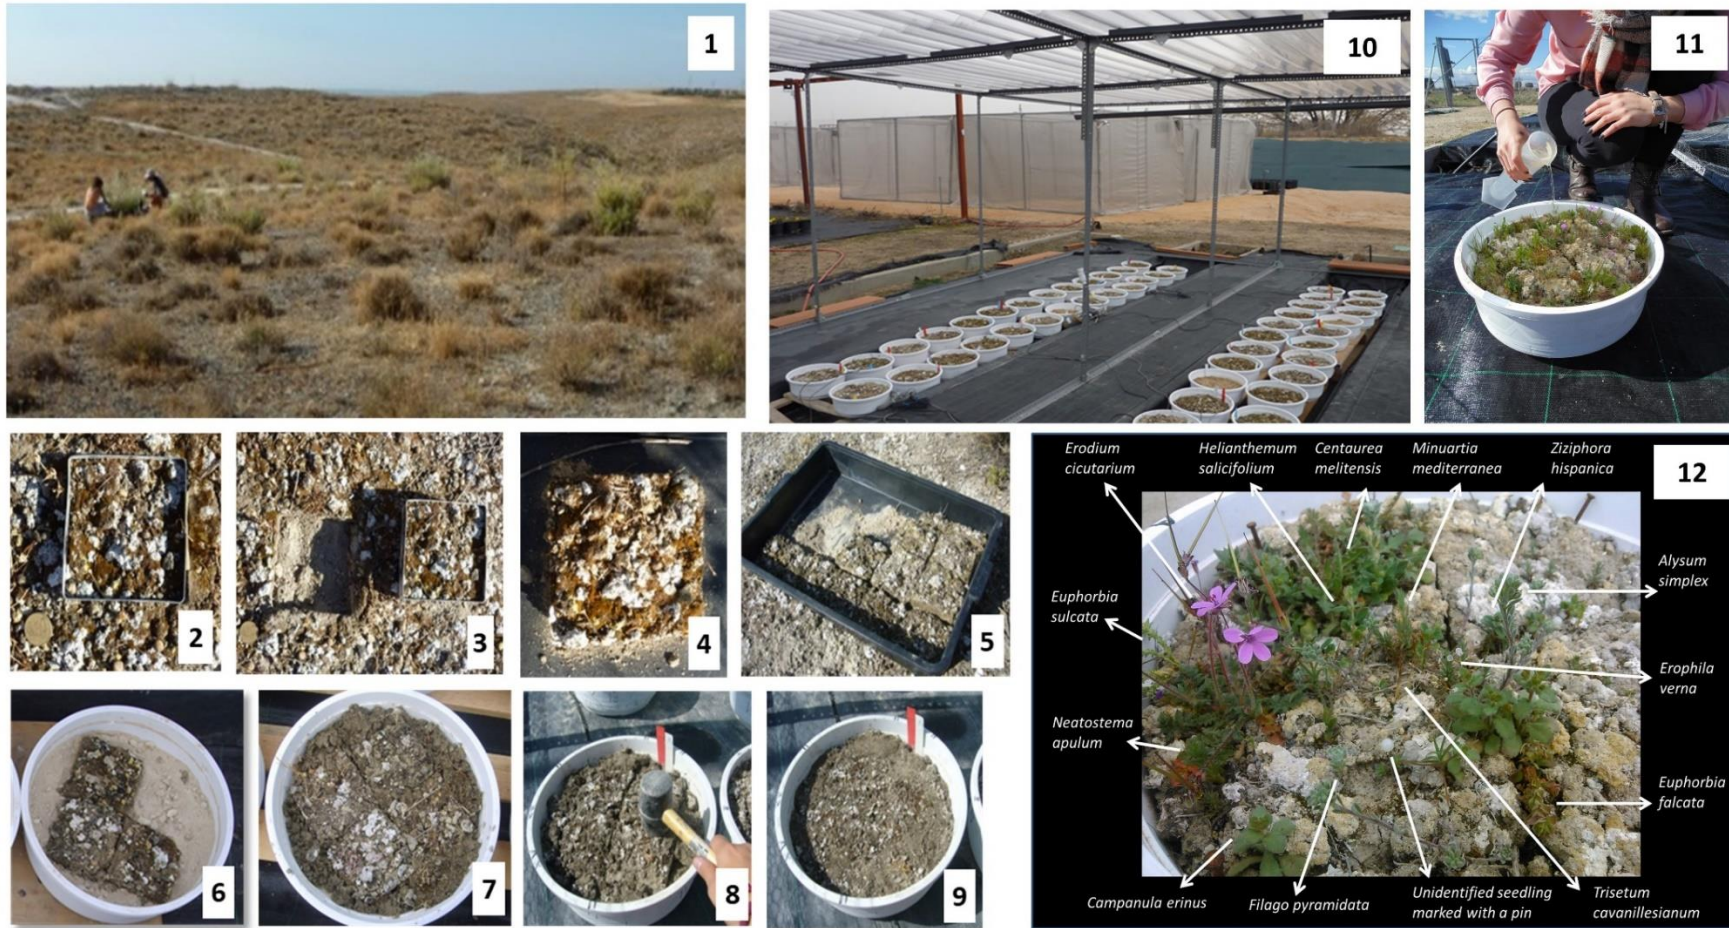 1
10
11
2
3
4
5
6
7
8
9
12
Erodium
cicutarium
Helianthemum
salicifolium
Centaurea
melitensis
Minuartia
mediterranea
Ziziphora
hispanica
Alysum
simplex
Euphorbia
sulcata
Erophila
verna
Neatostema
apulum
Euphorbia
falcata
Campanula erinus
Filago pyramidata
Unidentified seedling
marked with a pin
Trisetum
cavanillesianum